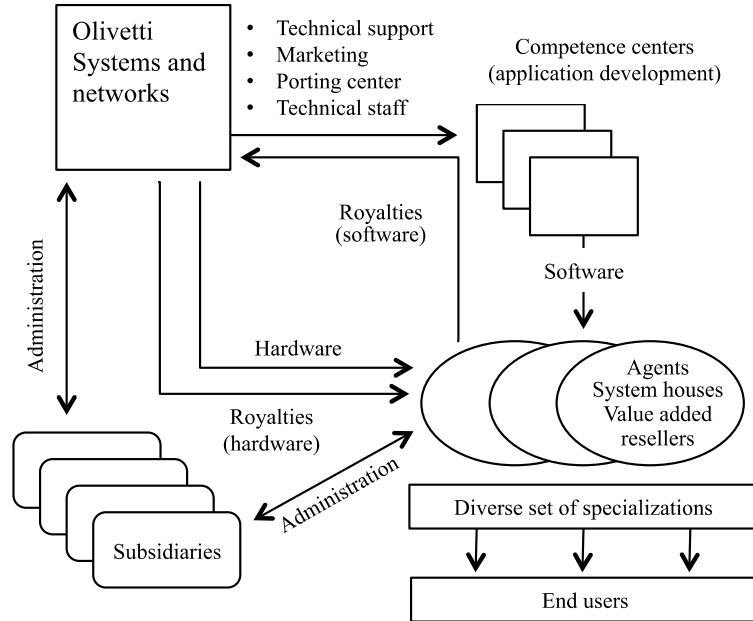 Olivetti
Systems and
networks
• Technical support
• Marketing
• Porting center
• Technical staff
Competence centers
(application development)
Royalties
(software)
Software
Administration
Hardware
Royalties
(hardware)
Agents
System houses
Value added
resellers
Administration
Subsidiaries
Diverse set of specializations
End users